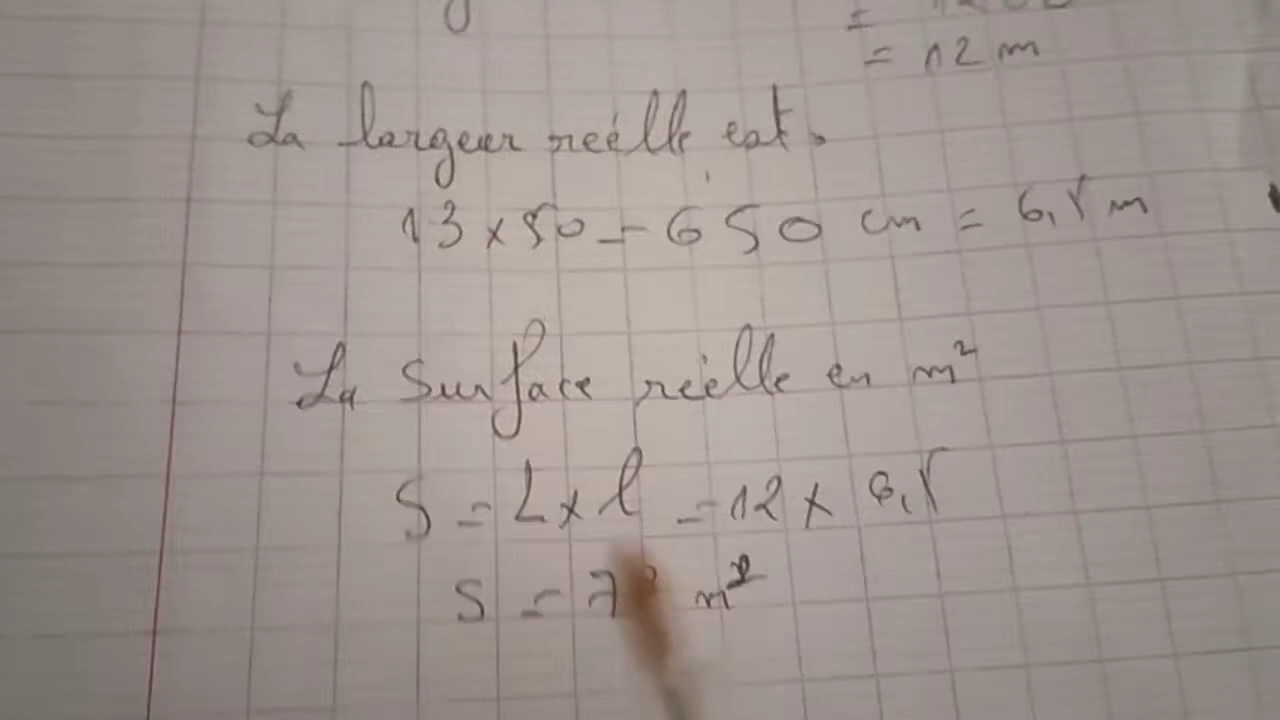 = 12 m
La largeur réelle est.
13 x 50 = 650 cm = 6,5 m
La Surface réelle en m²
S = L x l = 12 x 6,5
S = 78 m²